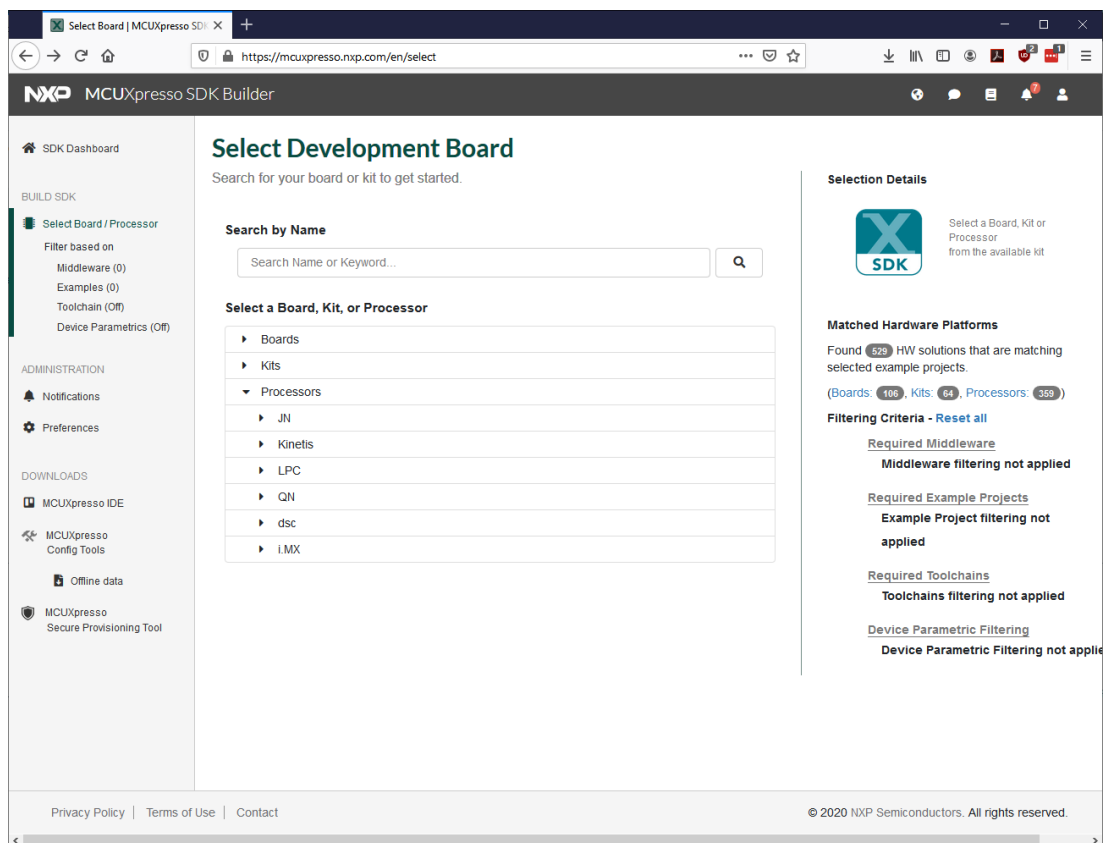 Select Board | MCUXpresso SD
https://mcuxpresso.nxp.com/en/select
2
1
NXP MCUXpresso SDK Builder
7
SDK Dashboard
BUILD SDK
Select Board / Processor
Filter based on
Middleware (0)
Examples (0)
Toolchain (Off)
Device Parametrics (Off)
ADMINISTRATION
Notifications
Preferences
DOWNLOADS
MCUXpresso IDE
MCUXpresso
Config Tools
Offline data
MCUXpresso
Secure Provisioning Tool
Select Development Board
Search for your board or kit to get started.
Search by Name
Search Name or Keyword...
Select a Board, Kit, or Processor
Boards
Kits
Processors
JN
Kinetis
LPC
QN
dsc
i.MX
Selection Details
X
SDK
Select a Board, Kit or
Processor
from the available kit
Matched Hardware Platforms
Found 529 HW solutions that are matching
selected example projects.
(Boards: 106, Kits: 64, Processors: 359)
Filtering Criteria - Reset all
Required Middleware
Middleware filtering not applied
Required Example Projects
Example Project filtering not
applied
Required Toolchains
Toolchains filtering not applied
Device Parametric Filtering
Device Parametric Filtering not applie
Privacy Policy | Terms of Use | Contact
© 2020 NXP Semiconductors. All rights reserved.